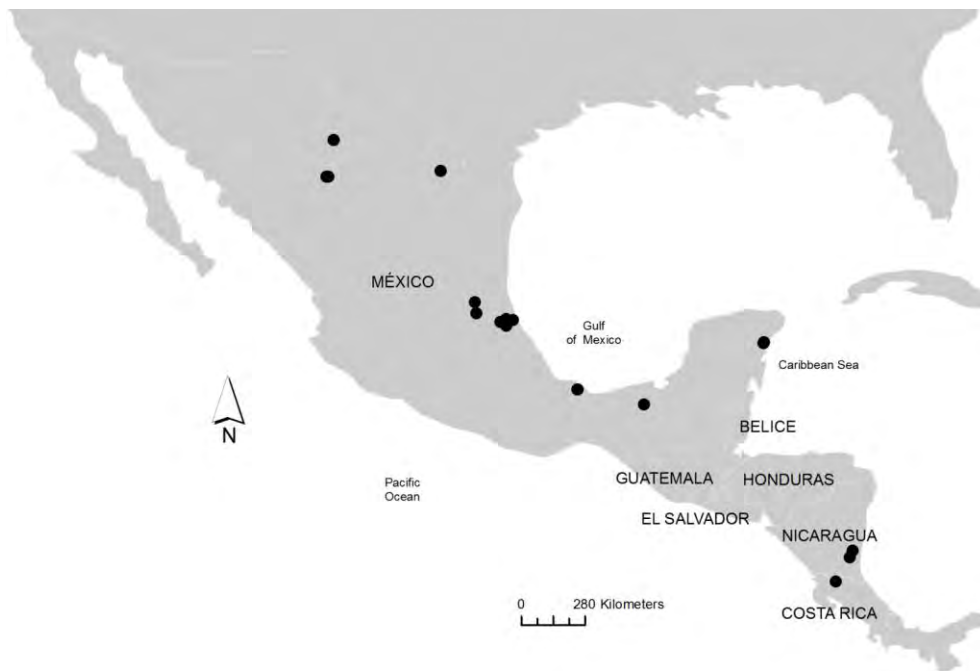 MÉXICO
Gulf
of Mexico
Caribbean Sea
N
BELICE
Pacific
Ocean
GUATEMALA
HONDURAS
EL SALVADOR
NICARAGUA
0 280 Kilometers
COSTA RICA